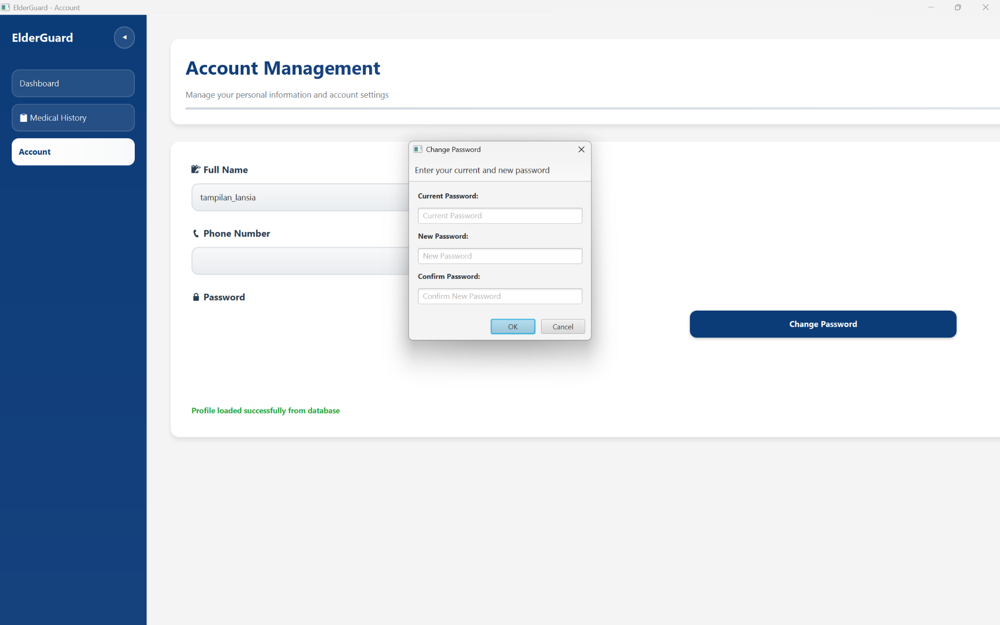 ElderGuard - Account
ElderGuard
Dashboard
Medical History
Account
Account Management
Manage your personal information and account settings
Full Name
tampilan_lansia
Phone Number
Password
Change Password
Enter your current and new password
Current Password:
Current Password
New Password:
New Password
Confirm Password:
Confirm New Password
OK
Cancel
Change Password
Profile loaded successfully from database